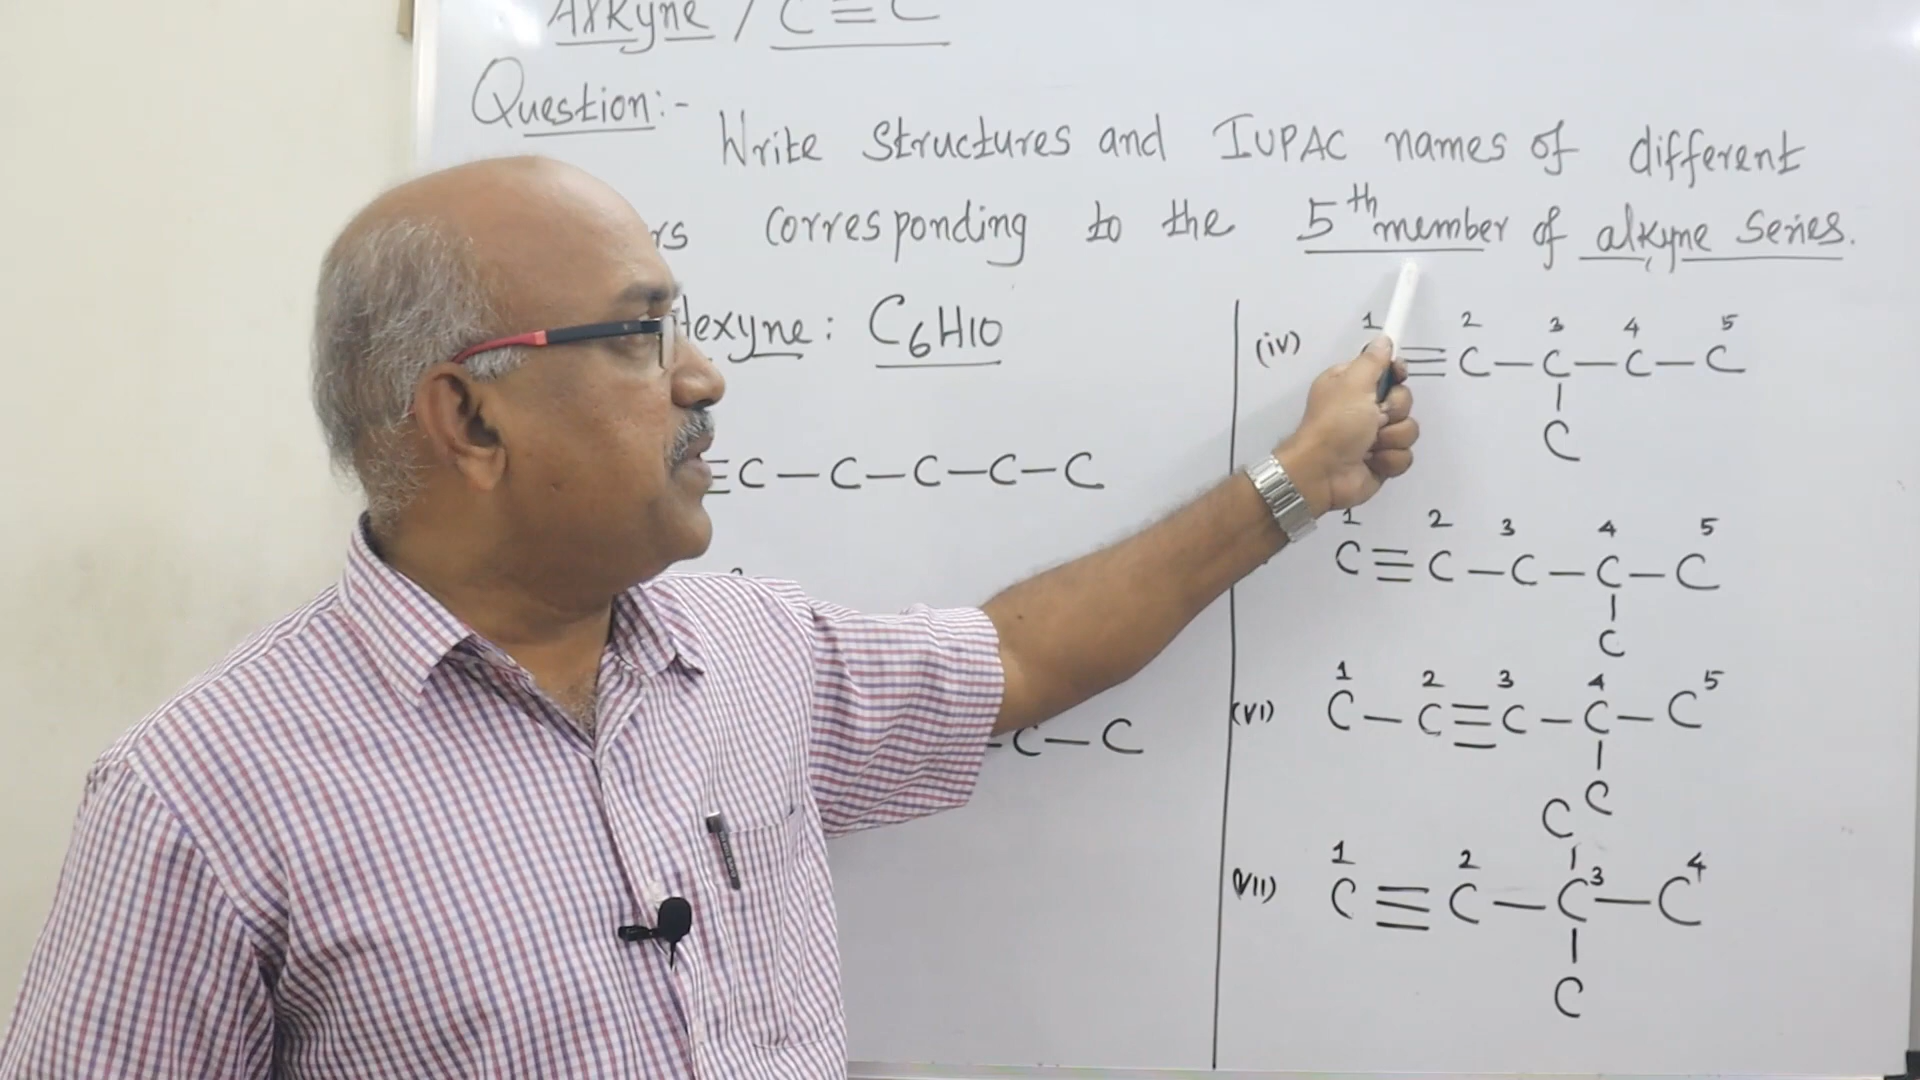 Alkyne / C≡C
Question:-
Write Structures and IUPAC names of different
rs corresponding to the 5th member of alkyne series.
Hexyne: C6H10
≡C-C-C-C-C
-C-C
(iv)
1 2 3 4 5
≡C-C-C-C
C
1 2 3 4 5
C≡C-C-C-C
C
1 2 3 4 5
(VI) C-C≡C-C-C
C
C
1 2 3 4
(VII) C≡C-C-C
C